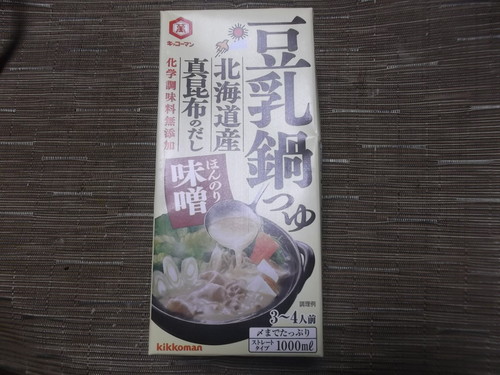 萬
キッコーマン
豆乳鍋つゆ
北海道産
真昆布のだし
化学調味料無添加
ほんのり
味噌
調理例
3〜4人前
〆までたっぷり
ストレート
タイプ
1000mℓ
kikkoman